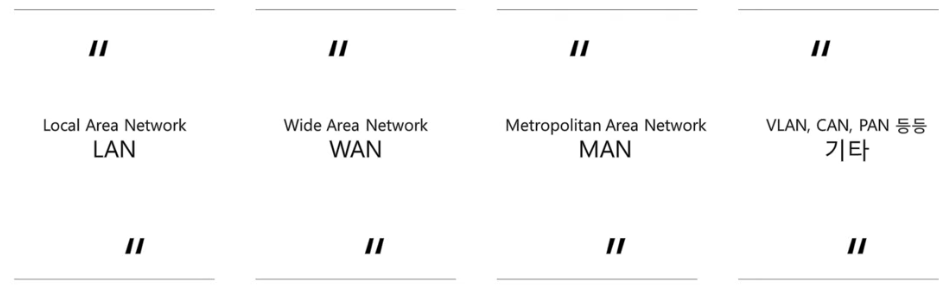 〃 〃 〃 〃
Local Area Network
LAN
Wide Area Network
WAN
Metropolitan Area Network
MAN
VLAN, CAN, PAN 등등
기타
〃 〃 〃 〃